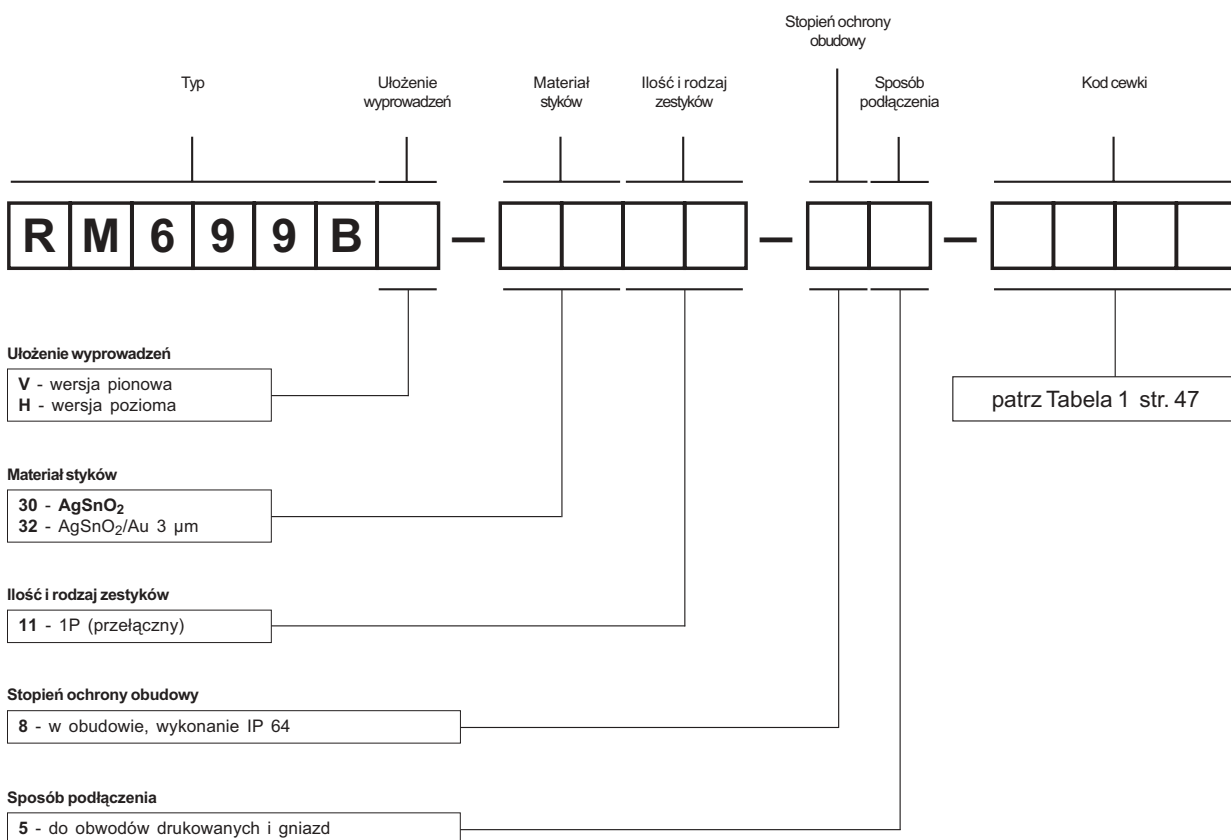 Stopień ochrony
obudowy
Typ
Ułożenie
wyprowadzeń
Materiał
styków
Ilość i rodzaj
zestyków
Sposób
podłączenia
Kod cewki
R M 6 9 9 B – – –
Ułożenie wyprowadzeń
V - wersja pionowa
H - wersja pozioma
patrz Tabela 1 str. 47
Materiał styków
30 - AgSnO₂
32 - AgSnO₂/Au 3 µm
Ilość i rodzaj zestyków
11 - 1P (przełączny)
Stopień ochrony obudowy
8 - w obudowie, wykonanie IP 64
Sposób podłączenia
5 - do obwodów drukowanych i gniazd